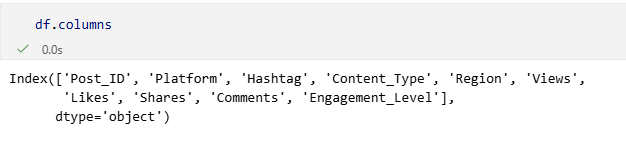 df.columns
0.0s
Index(['Post_ID', 'Platform', 'Hashtag', 'Content_Type', 'Region', 'Views',
'Likes', 'Shares', 'Comments', 'Engagement_Level'],
dtype='object')